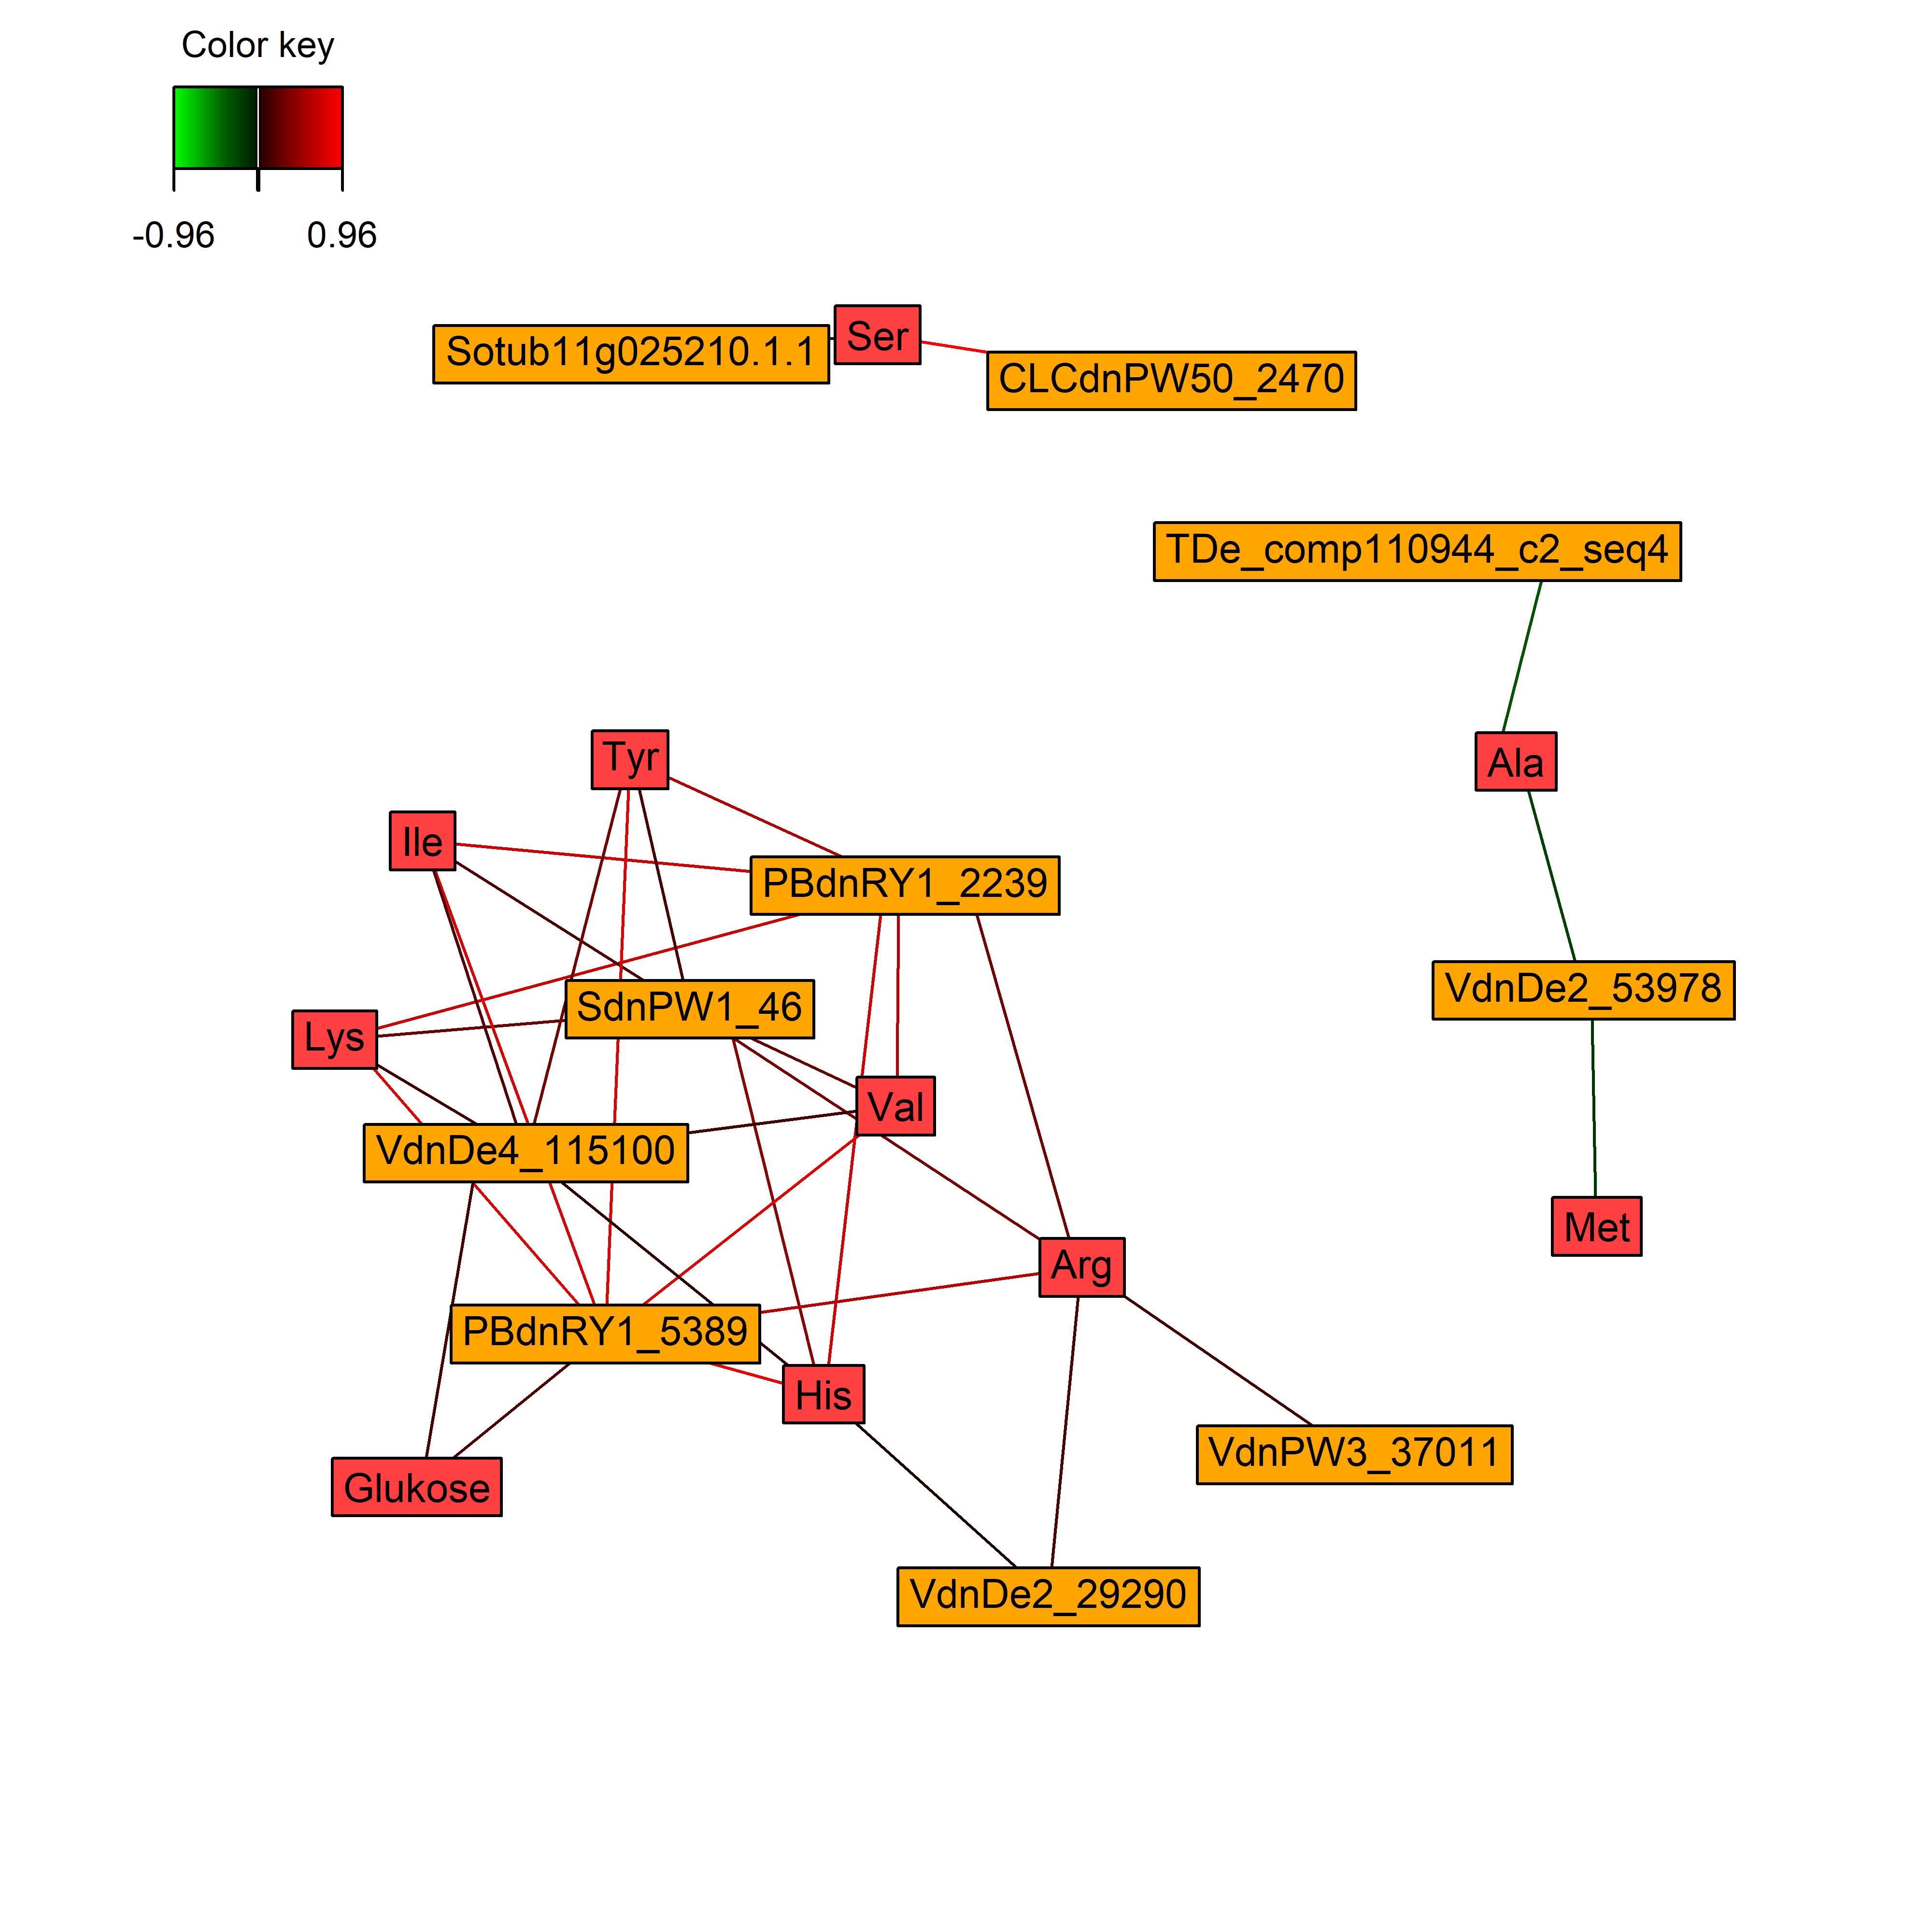 Color key
-0.96 0.96
Ser
Sotub11g025210.1.1
CLCdnPW50_2470
TDe_comp110944_c2_seq4
Tyr
Ala
Ile
PBdnRY1_2239
VdnDe2_53978
SdnPW1_46
Lys
Val
VdnDe4_115100
Met
Arg
PBdnRY1_5389
His
VdnPW3_37011
Glukose
VdnDe2_29290